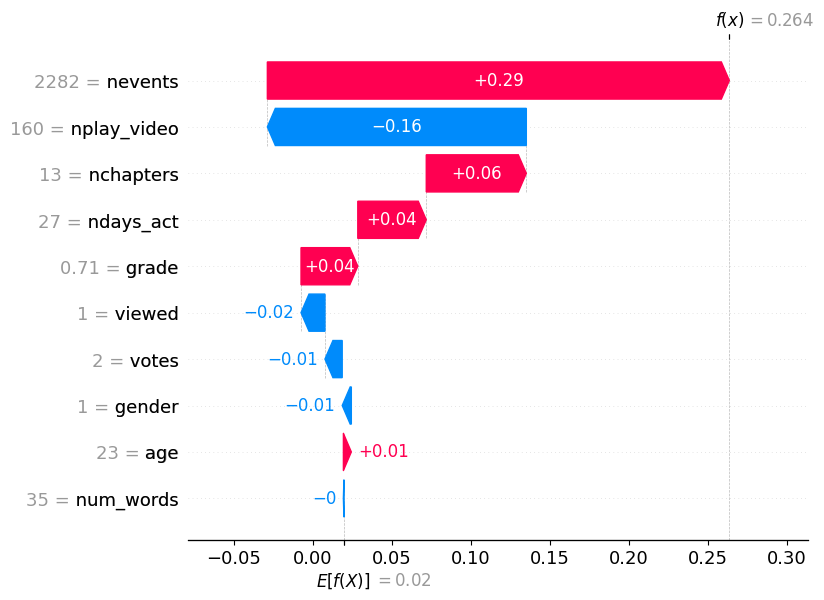 f(x) = 0.264
2282 = nevents +0.29
160 = nplay_video −0.16
13 = nchapters +0.06
27 = ndays_act +0.04
0.71 = grade +0.04
1 = viewed −0.02
2 = votes −0.01
1 = gender −0.01
23 = age +0.01
35 = num_words −0
−0.05 0.00 0.05 0.10 0.15 0.20 0.25 0.30
E[f(X)] = 0.02